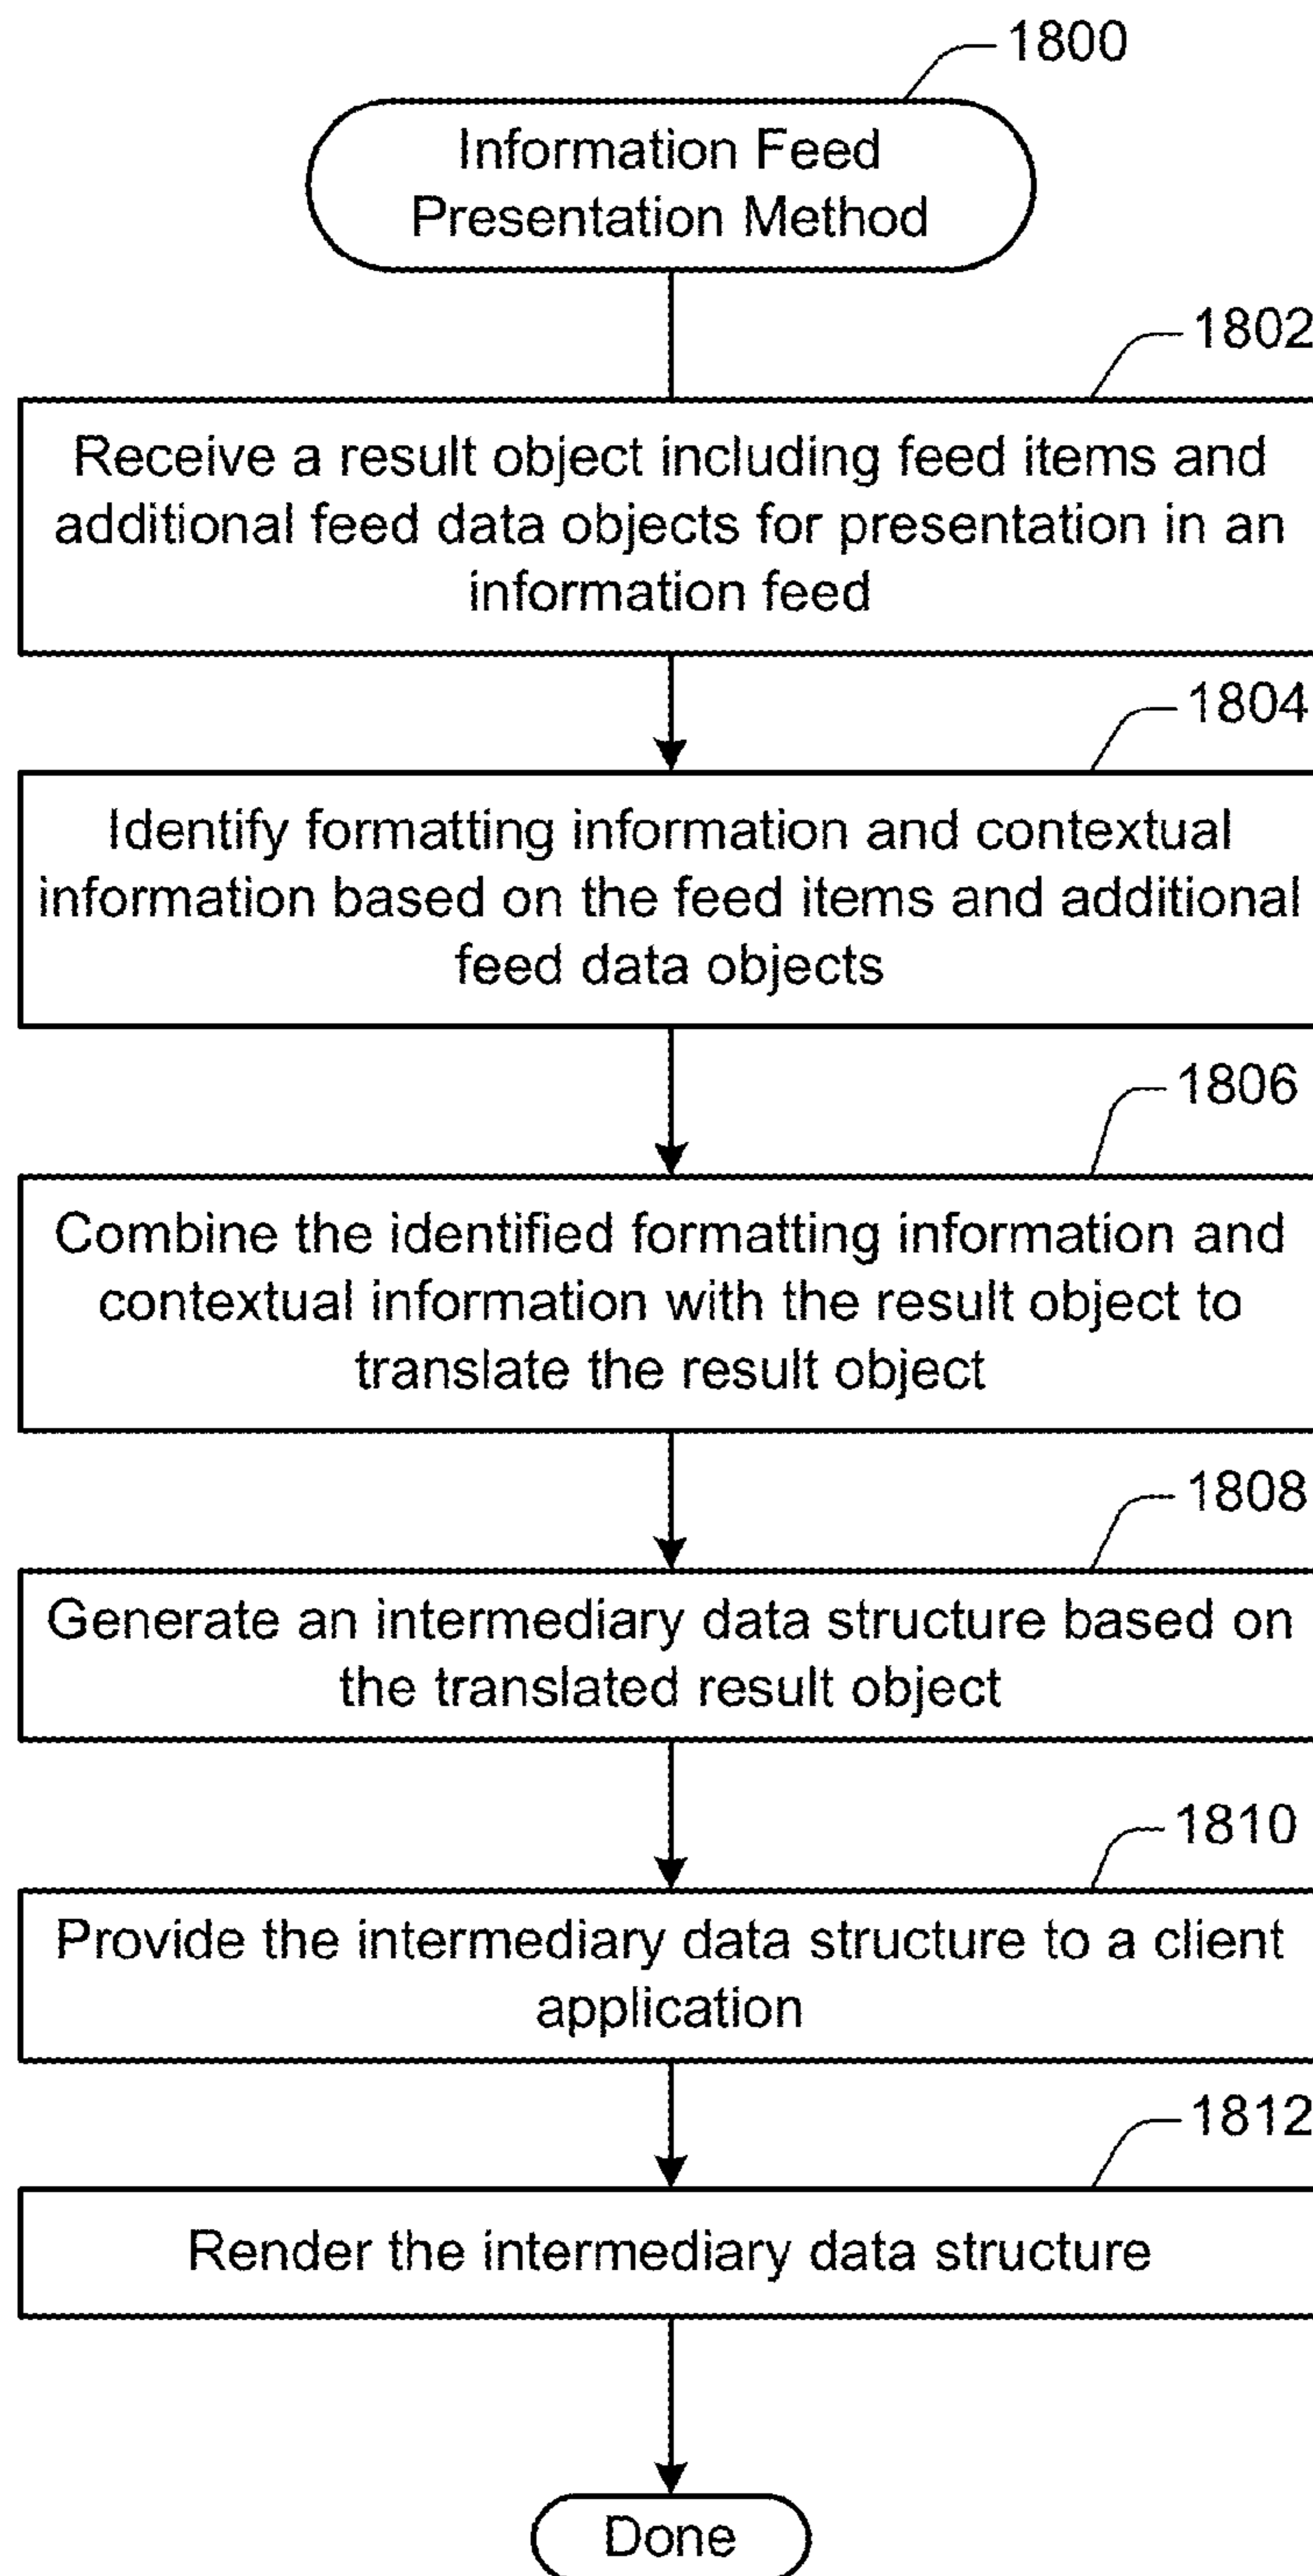 1800
Information Feed
Presentation Method
1802
Receive a result object including feed items and
additional feed data objects for presentation in an
information feed
1804
Identify formatting information and contextual
information based on the feed items and additional
feed data objects
1806
Combine the identified formatting information and
contextual information with the result object to
translate the result object
1808
Generate an intermediary data structure based on
the translated result object
1810
Provide the intermediary data structure to a client
application
1812
Render the intermediary data structure
Done